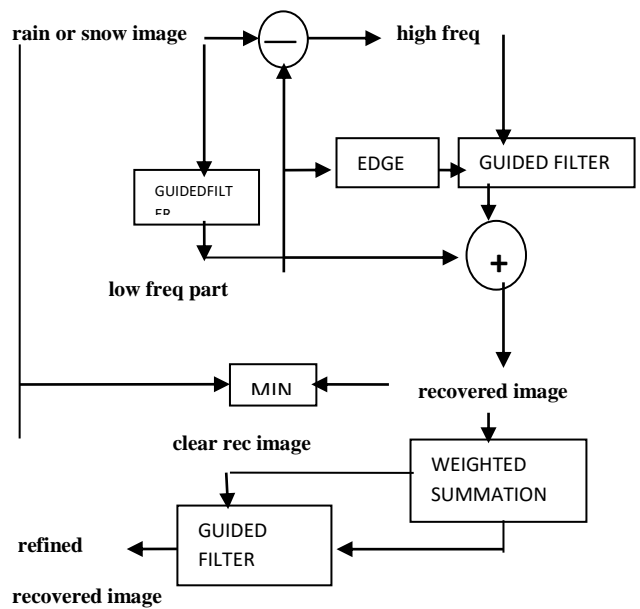 rain or snow image
—
high freq
EDGE
GUIDED FILTER
GUIDEDFILT
ER
+
low freq part
MIN
recovered image
clear rec image
WEIGHTED
SUMMATION
GUIDED
FILTER
refined
recovered image